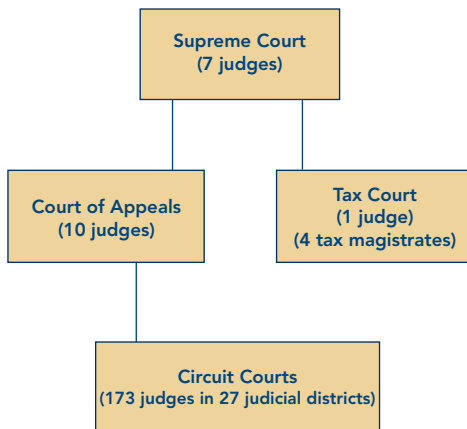 Supreme Court
(7 judges)
Court of Appeals
(10 judges)
Tax Court
(1 judge)
(4 tax magistrates)
Circuit Courts
(173 judges in 27 judicial districts)